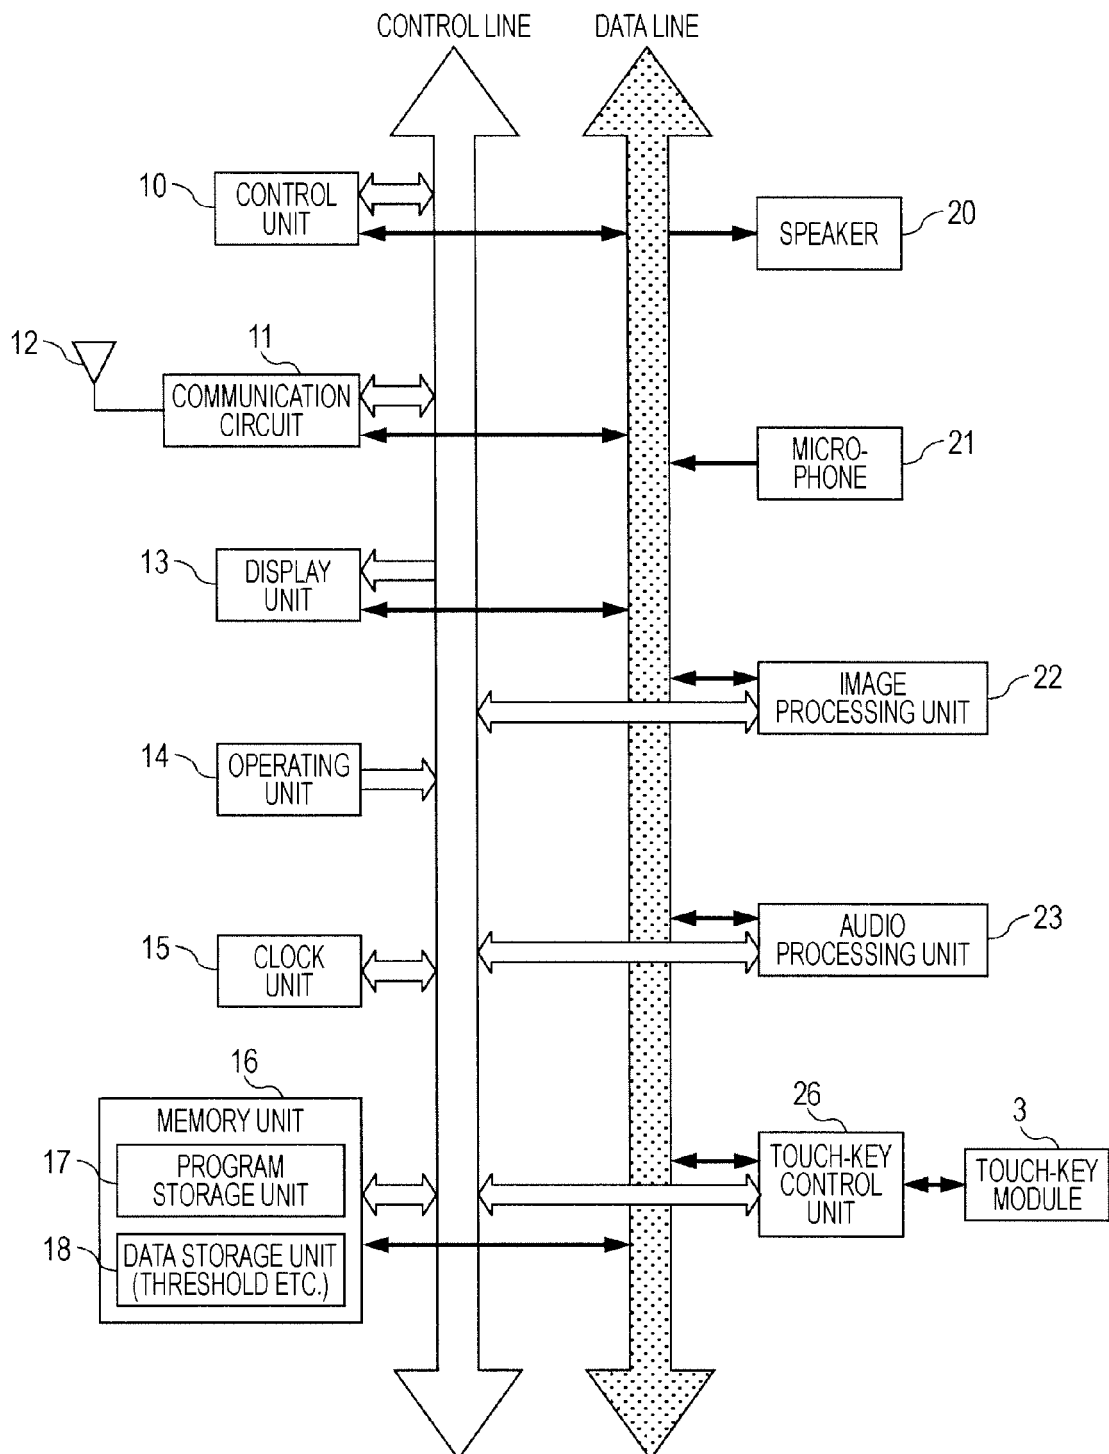 CONTROL LINE
DATA LINE
10
CONTROL
UNIT
20
SPEAKER
12
11
COMMUNICATION
CIRCUIT
21
MICRO-
PHONE
13
DISPLAY
UNIT
22
IMAGE
PROCESSING UNIT
14
OPERATING
UNIT
23
AUDIO
PROCESSING UNIT
15
CLOCK
UNIT
16
MEMORY UNIT
17
PROGRAM
STORAGE UNIT
18
DATA STORAGE UNIT
(THRESHOLD ETC.)
26
TOUCH-KEY
CONTROL
UNIT
3
TOUCH-KEY
MODULE